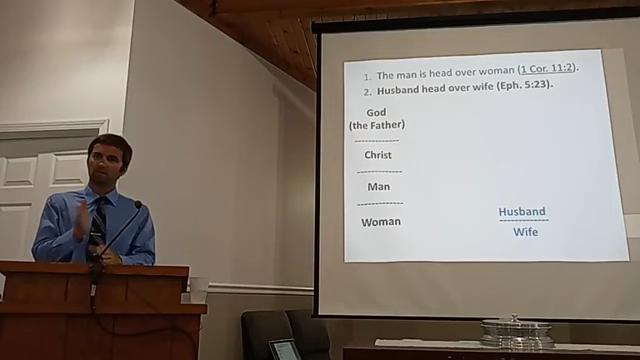 1. The man is head over woman (1 Cor. 11:2).
2. Husband head over wife (Eph. 5:23).
God
(the Father)
------------
Christ
------------
Man
------------
Woman
Husband
------------
Wife